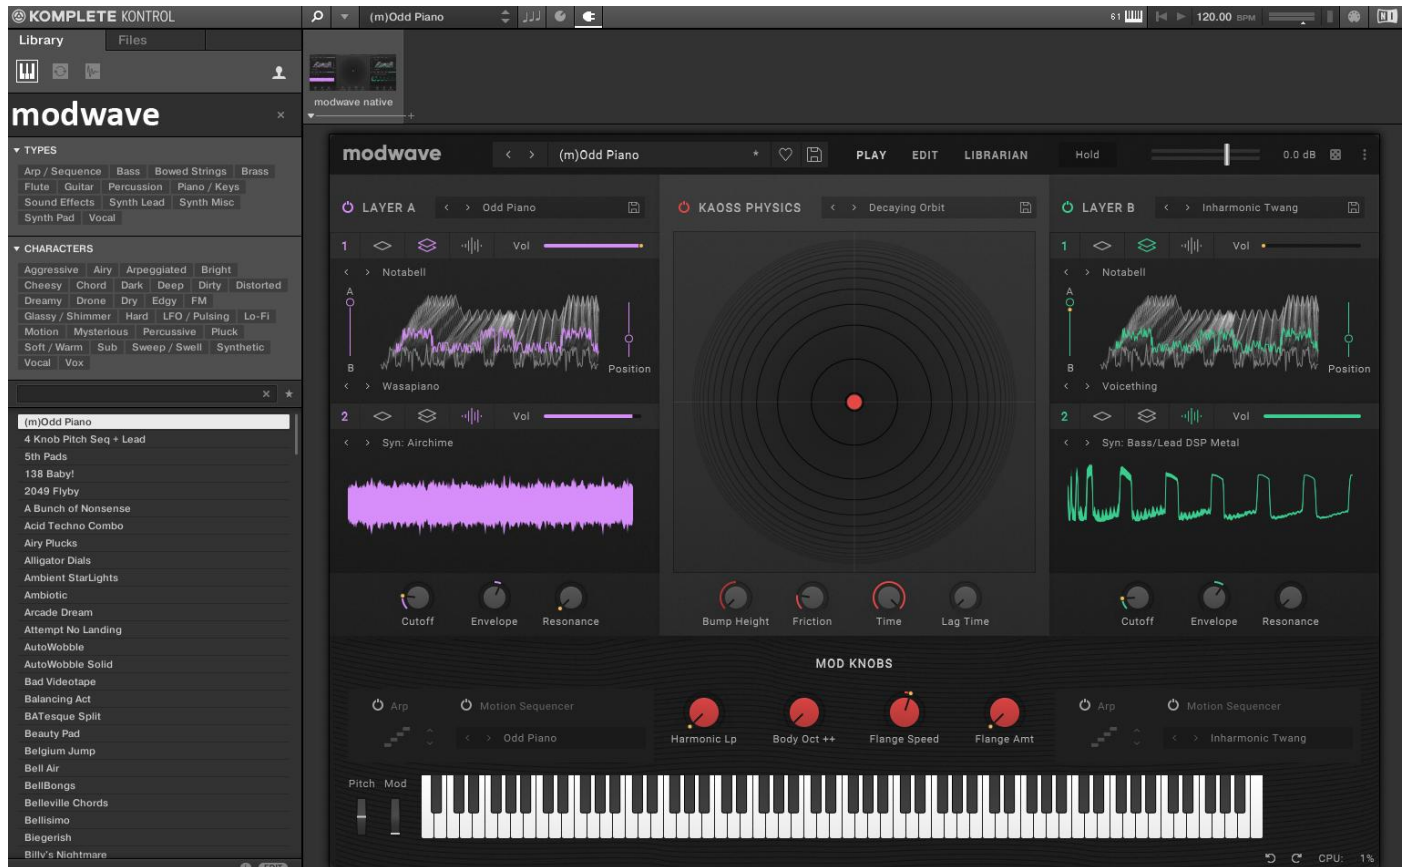 KOMPLETE KONTROL
(m)Odd Piano
61
120.00 BPM
Library
Files
modwave
modwave native
TYPES
Arp / Sequence Bass Bowed Strings Brass
Flute Guitar Percussion Piano / Keys
Sound Effects Synth Lead Synth Misc
Synth Pad Vocal
CHARACTERS
Aggressive Airy Arpeggiated Bright
Cheesy Chord Dark Deep Dirty Distorted
Dreamy Drone Dry Edgy FM
Glassy / Shimmer Hard LFO / Pulsing Lo-Fi
Motion Mysterious Percussive Pluck
Soft / Warm Sub Sweep / Swell Synthetic
Vocal Vox
(m)Odd Piano
4 Knob Pitch Seq + Lead
5th Pads
138 Baby!
2049 Flyby
A Bunch of Nonsense
Acid Techno Combo
Airy Plucks
Alligator Dials
Ambient StarLights
Ambiotic
Arcade Dream
Attempt No Landing
AutoWobble
AutoWobble Solid
Bad Videotape
Balancing Act
BATesque Split
Beauty Pad
Belgium Jump
Bell Air
BellBongs
Belleville Chords
Bellisimo
Biegerish
Billy's Nightmare
modwave
(m)Odd Piano *
PLAY EDIT LIBRARIAN
Hold
0.0 dB
LAYER A
Odd Piano
1 Vol
Notabell
A
B
Position
Wasapiano
2 Vol
Syn: Airchime
Cutoff Envelope Resonance
KAOSS PHYSICS
Decaying Orbit
Bump Height Friction Time Lag Time
LAYER B
Inharmonic Twang
1 Vol
Notabell
A
B
Position
Voicething
2 Vol
Syn: Bass/Lead DSP Metal
Cutoff Envelope Resonance
MOD KNOBS
Arp Motion Sequencer
Odd Piano
Harmonic Lp Body Oct ++ Flange Speed Flange Amt
Arp Motion Sequencer
Inharmonic Twang
Pitch Mod
CPU: 1%